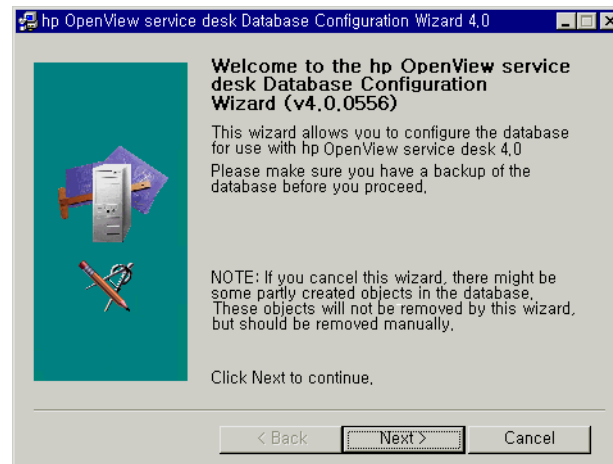 hp OpenView service desk Database Configuration Wizard 4.0
Welcome to the hp OpenView service
desk Database Configuration
Wizard (v4.0.0556)
This wizard allows you to configure the database
for use with hp OpenView service desk 4.0
Please make sure you have a backup of the
database before you proceed.
NOTE: If you cancel this wizard, there might be
some partly created objects in the database.
These objects will not be removed by this wizard,
but should be removed manually.
Click Next to continue.
< Back Next > Cancel